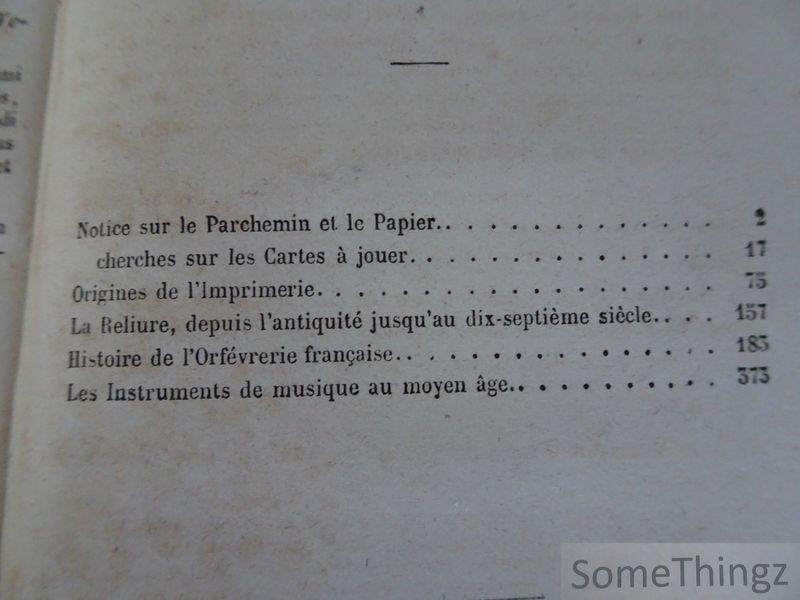 Notice sur le Parchemin et le Papier. . . . . . . . . . . . . . 2
cherches sur les Cartes à jouer. . . . . . . . . . . . . . . 17
Origines de l'Imprimerie. . . . . . . . . . . . . . . . . . . 75
La Reliure, depuis l'antiquité jusqu'au dix-septième siècle. . . . 157
Histoire de l'Orfévrerie française. . . . . . . . . . . . . . . 183
Les Instruments de musique au moyen âge. . . . . . . . . . . 373
SomeThingz